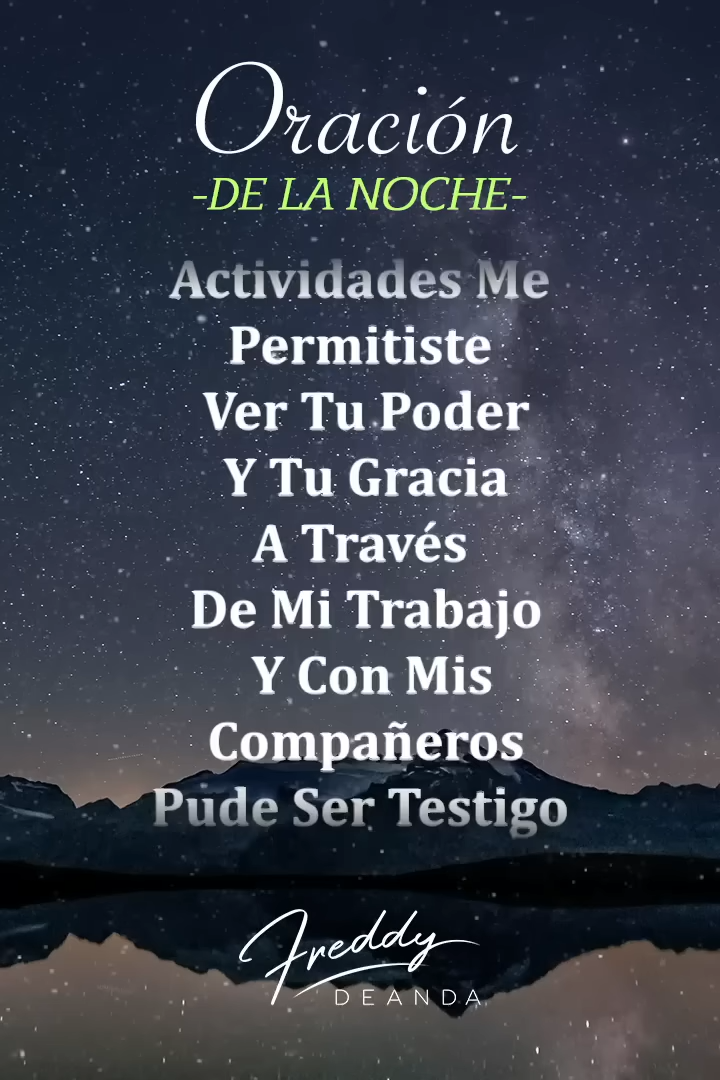 Oración
-DE LA NOCHE-
Actividades Me
Permitiste
Ver Tu Poder
Y Tu Gracia
A Través
De Mi Trabajo
Y Con Mis
Compañeros
Pude Ser Testigo
Freddy
DEANDA